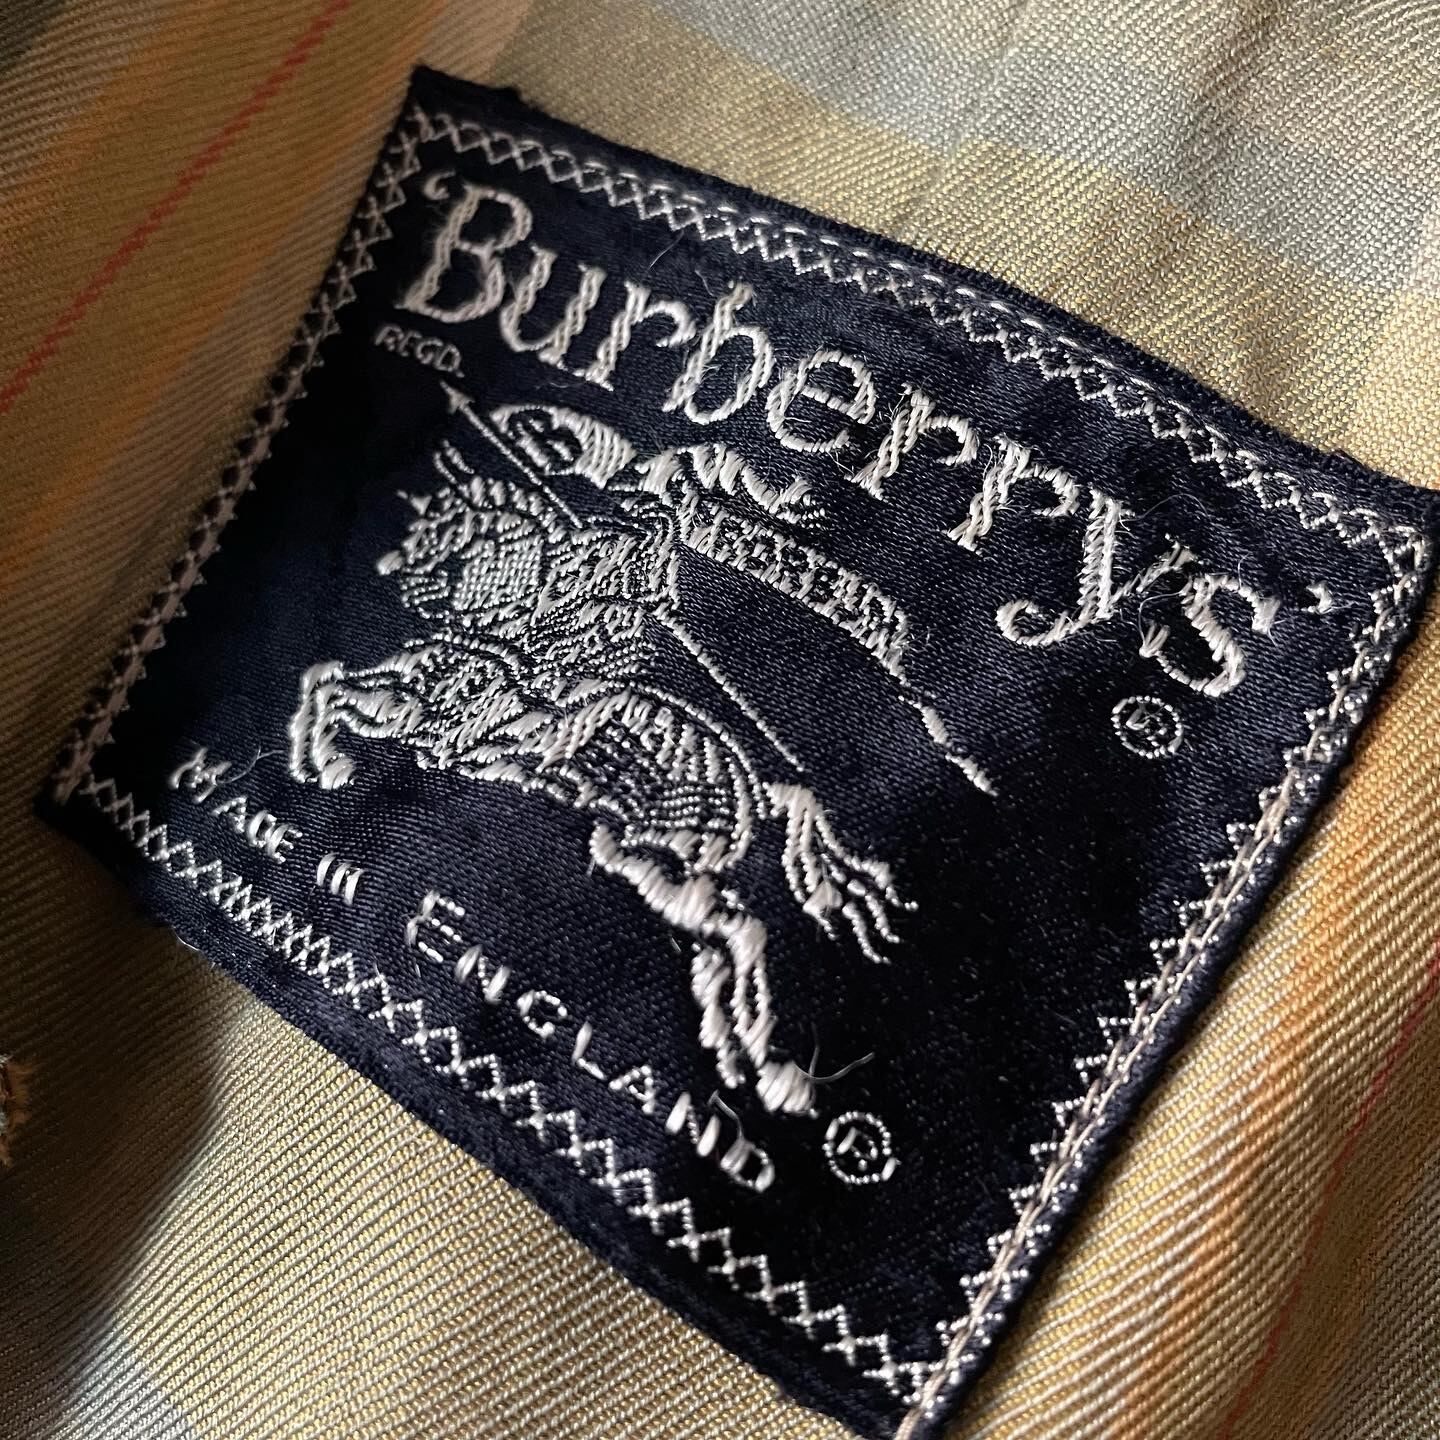 'Burberrys'
REGD.
®
MADE IN ENGLAND
®